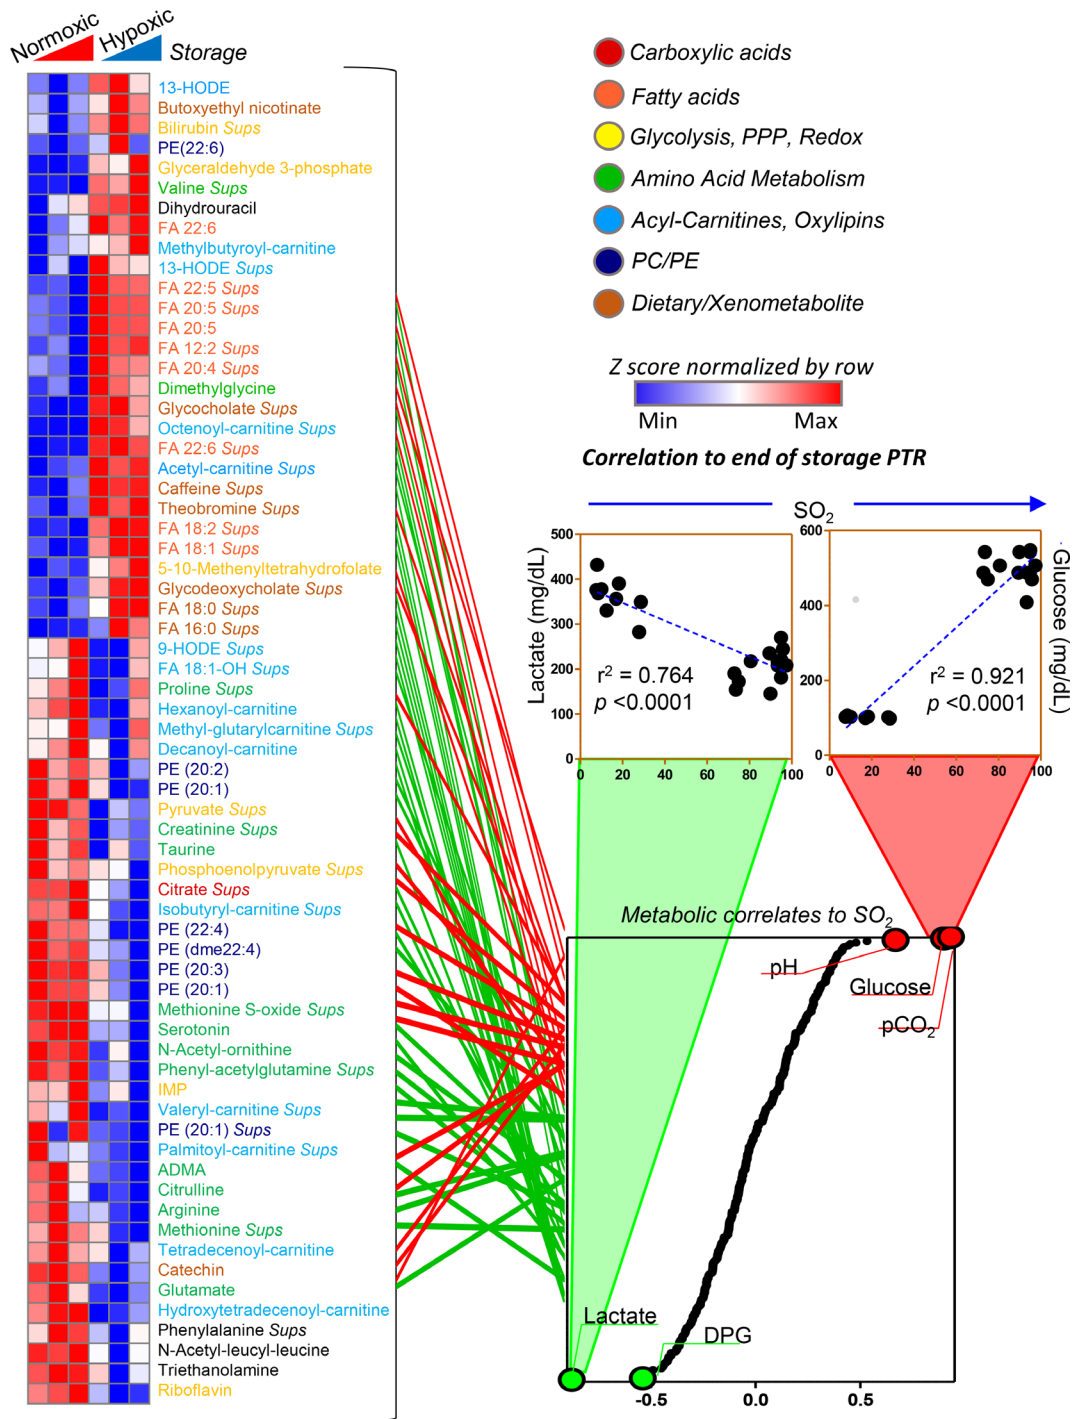 Normoxic Hypoxic Storage
13-HODE
Butoxyethyl nicotinate
Bilirubin Sups
PE(22:6)
Glyceraldehyde 3-phosphate
Valine Sups
Dihydrouracil
FA 22:6
Methylbutyroyl-carnitine
13-HODE Sups
FA 22:5 Sups
FA 20:5 Sups
FA 20:5
FA 12:2 Sups
FA 20:4 Sups
Dimethylglycine
Glycocholate Sups
Octenoyl-carnitine Sups
FA 22:6 Sups
Acetyl-carnitine Sups
Caffeine Sups
Theobromine Sups
FA 18:2 Sups
FA 18:1 Sups
5-10-Methenyltetrahydrofolate
Glycodeoxycholate Sups
FA 18:0 Sups
FA 16:0 Sups
9-HODE Sups
FA 18:1-OH Sups
Proline Sups
Hexanoyl-carnitine
Methyl-glutarylcarnitine Sups
Decanoyl-carnitine
PE (20:2)
PE (20:1)
Pyruvate Sups
Creatinine Sups
Taurine
Phosphoenolpyruvate Sups
Citrate Sups
Isobutyryl-carnitine Sups
PE (22:4)
PE (dme22:4)
PE (20:3)
PE (20:1)
Methionine S-oxide Sups
Serotonin
N-Acetyl-ornithine
Phenyl-acetylglutamine Sups
IMP
Valeryl-carnitine Sups
PE (20:1) Sups
Palmitoyl-carnitine Sups
ADMA
Citrulline
Arginine
Methionine Sups
Tetradecenoyl-carnitine
Catechin
Glutamate
Hydroxytetradecenoyl-carnitine
Phenylalanine Sups
N-Acetyl-leucyl-leucine
Triethanolamine
Riboflavin
Carboxylic acids
Fatty acids
Glycolysis, PPP, Redox
Amino Acid Metabolism
Acyl-Carnitines, Oxylipins
PC/PE
Dietary/Xenometabolite
Z score normalized by row
Min Max
Correlation to end of storage PTR
SO2
Lactate (mg/dL)
500
400
300
200
100
0
r2 = 0.764
p <0.0001
0 20 40 60 80 100
600
400
200
0
r2 = 0.921
p <0.0001
0 20 40 60 80 100
Glucose (mg/dL)
Metabolic correlates to SO2
pH
Glucose
pCO2
Lactate
DPG
-0.5 0.0 0.5